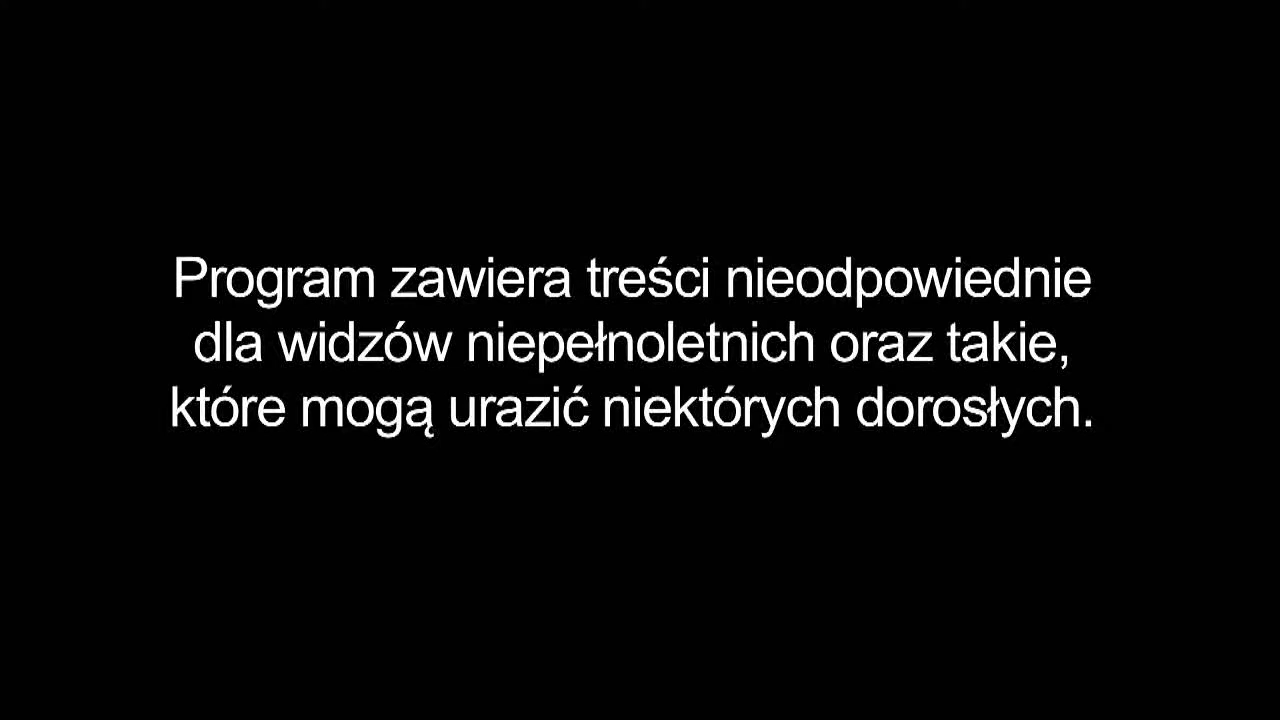 Program zawiera treści nieodpowiednie
dla widzów niepełnoletnich oraz takie,
które mogą urazić niektórych dorosłych.